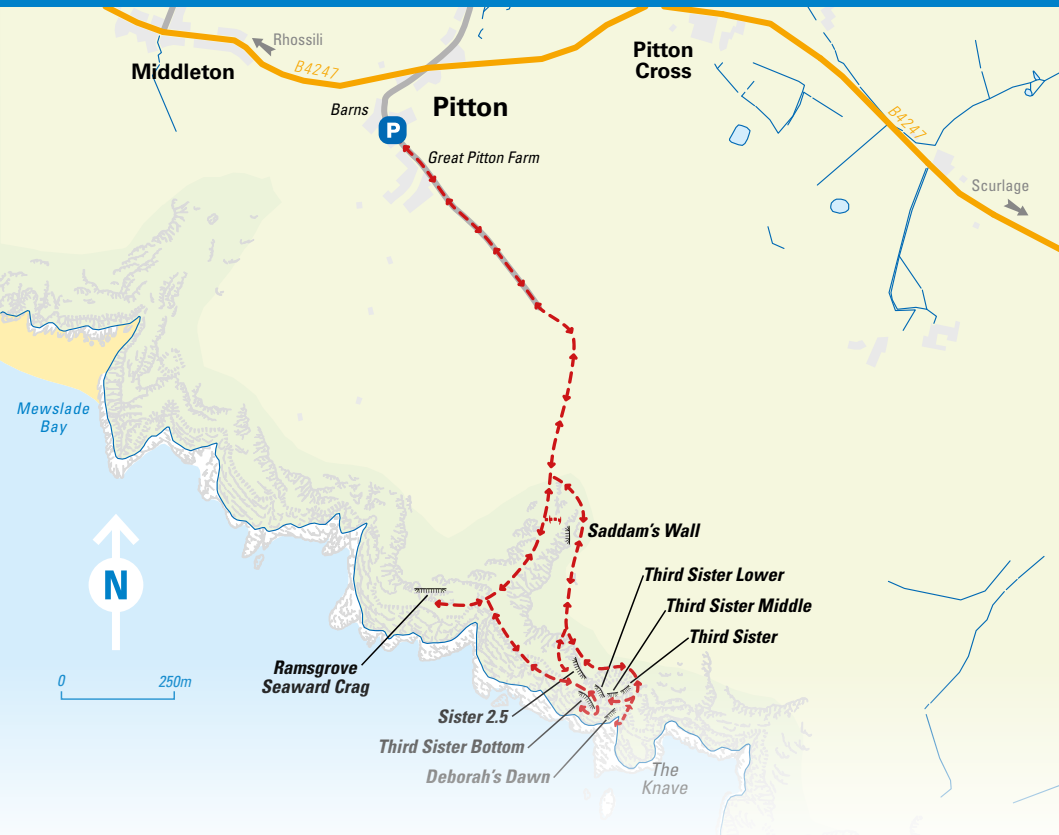 Rhossili
Middleton
B4247
Pitton
Cross
Barns
P
Pitton
B4247
Great Pitton Farm
Scurlage
Mewslade
Bay
Saddam's Wall
N
Third Sister Lower
Third Sister Middle
Third Sister
Ramsgrove
Seaward Crag
0
250m
Sister 2.5
Third Sister Bottom
Deborah's Dawn
The
Knave